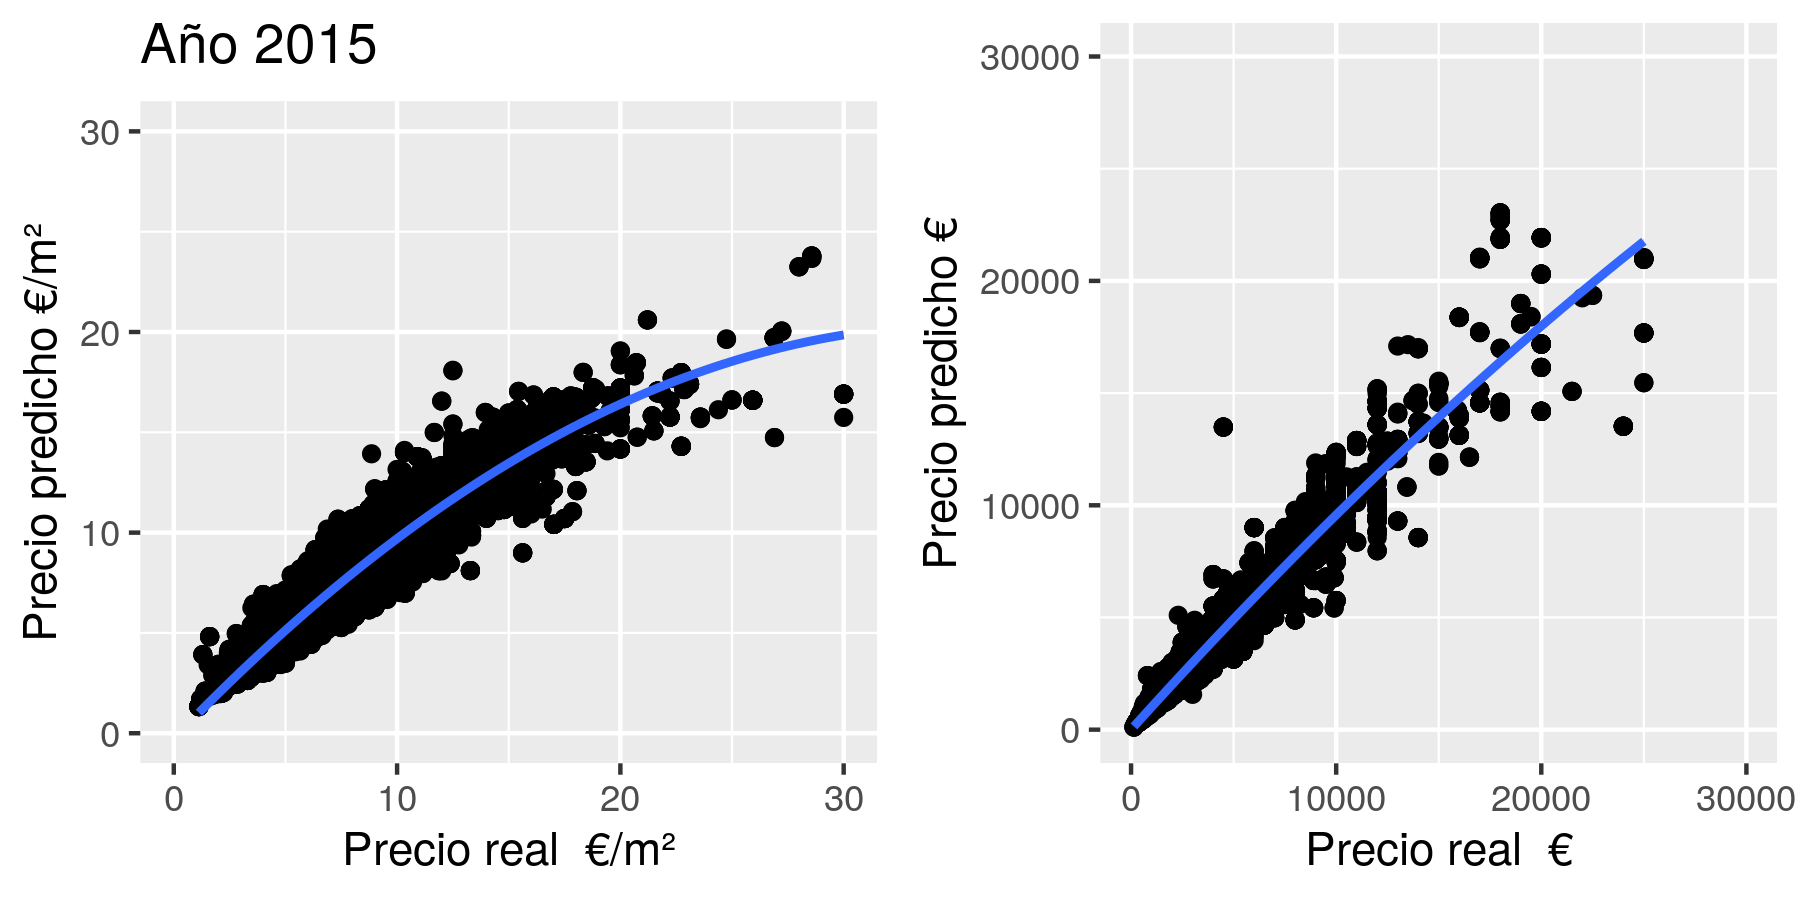 Año 2015
Precio predicho €/m²
30
20
10
0
0 10 20 30
Precio real €/m²
Precio predicho €
30000
20000
10000
0
0 10000 20000 30000
Precio real €